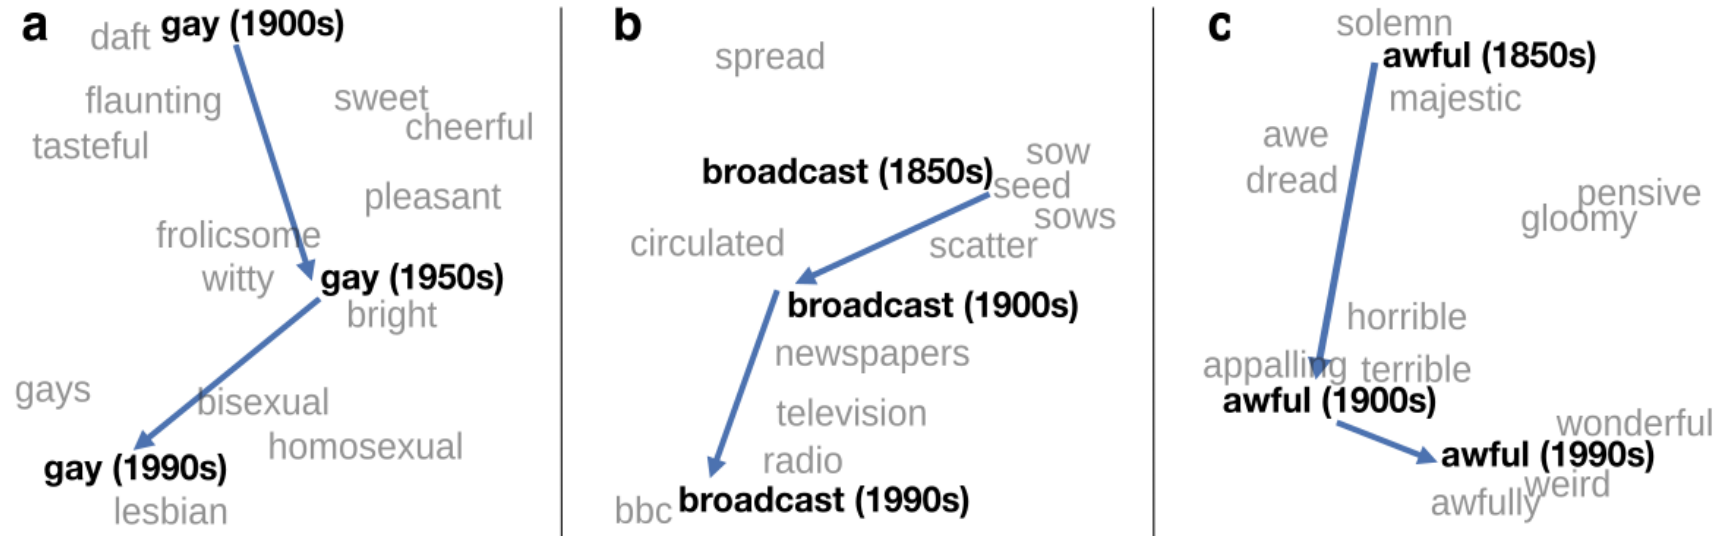 a
daft
gay (1900s)
flaunting
sweet
cheerful
tasteful
pleasant
frolicsome
witty
gay (1950s)
bright
gays
bisexual
homosexual
gay (1990s)
lesbian
b
spread
broadcast (1850s)
sow
seed
sows
circulated
scatter
broadcast (1900s)
newspapers
television
radio
bbc
broadcast (1990s)
c
solemn
awful (1850s)
majestic
awe
dread
pensive
gloomy
horrible
appalling
terrible
awful (1900s)
wonderful
awful (1990s)
weird
awfully